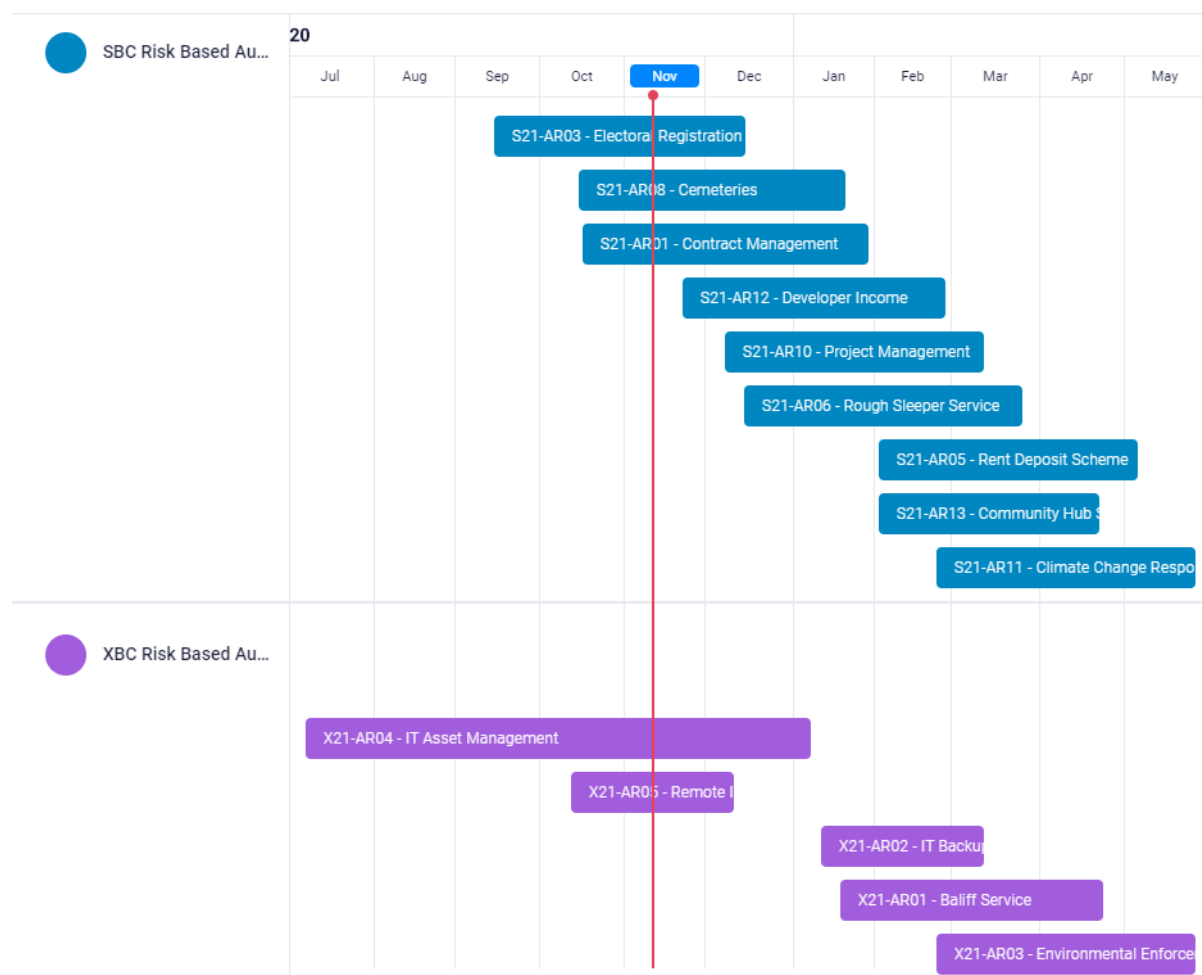 20
SBC Risk Based Au...
Jul Aug Sep Oct Nov Dec Jan Feb Mar Apr May
S21-AR03 - Electoral Registration
S21-AR08 - Cemeteries
S21-AR01 - Contract Management
S21-AR12 - Developer Income
S21-AR10 - Project Management
S21-AR06 - Rough Sleeper Service
S21-AR05 - Rent Deposit Scheme
S21-AR13 - Community Hub S
S21-AR11 - Climate Change Respo
XBC Risk Based Au...
X21-AR04 - IT Asset Management
X21-AR05 - Remote I
X21-AR02 - IT Backup
X21-AR01 - Baliff Service
X21-AR03 - Environmental Enforce